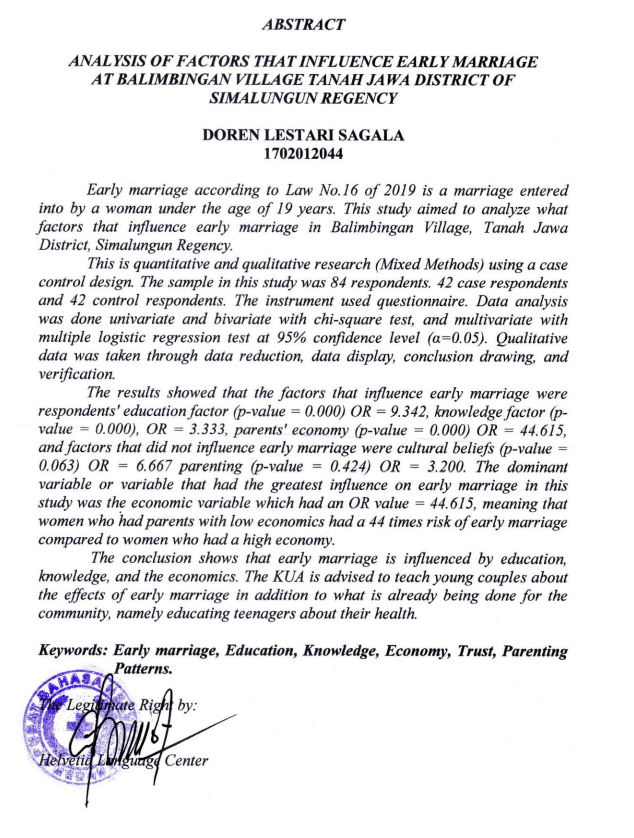 ABSTRACT
ANALYSIS OF FACTORS THAT INFLUENCE EARLY MARRIAGE
AT BALIMBINGAN VILLAGE TANAH JAWA DISTRICT OF
SIMALUNGUN REGENCY
DOREN LESTARI SAGALA
1702012044
Early marriage according to Law No.16 of 2019 is a marriage entered
into by a woman under the age of 19 years. This study aimed to analyze what
factors that influence early marriage in Balimbingan Village, Tanah Jawa
District, Simalungun Regency.
This is quantitative and qualitative research (Mixed Methods) using a case
control design. The sample in this study was 84 respondents. 42 case respondents
and 42 control respondents. The instrument used questionnaire. Data analysis
was done univariate and bivariate with chi-square test, and multivariate with
multiple logistic regression test at 95% confidence level (α=0.05). Qualitative
data was taken through data reduction, data display, conclusion drawing, and
verification.
The results showed that the factors that influence early marriage were
respondents' education factor (p-value = 0.000) OR = 9.342, knowledge factor (p-
value = 0.000), OR = 3.333, parents' economy (p-value = 0.000) OR = 44.615,
and factors that did not influence early marriage were cultural beliefs (p-value =
0.063) OR = 6.667 parenting (p-value = 0.424) OR = 3.200. The dominant
variable or variable that had the greatest influence on early marriage in this
study was the economic variable which had an OR value = 44.615, meaning that
women who had parents with low economics had a 44 times risk of early marriage
compared to women who had a high economy.
The conclusion shows that early marriage is influenced by education,
knowledge, and the economics. The KUA is advised to teach young couples about
the effects of early marriage in addition to what is already being done for the
community, namely educating teenagers about their health.
Keywords: Early marriage, Education, Knowledge, Economy, Trust, Parenting
Patterns.
The Legitimate Right by:
Helvetia Language Center